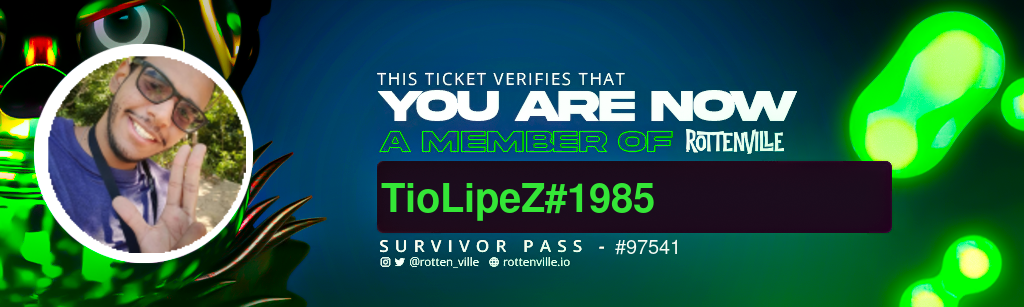 THIS TICKET VERIFIES THAT
YOU ARE NOW
A MEMBER OF ROTTENVILLE
TioLipeZ#1985
SURVIVOR PASS - #97541
@rotten_ville rottenville.io